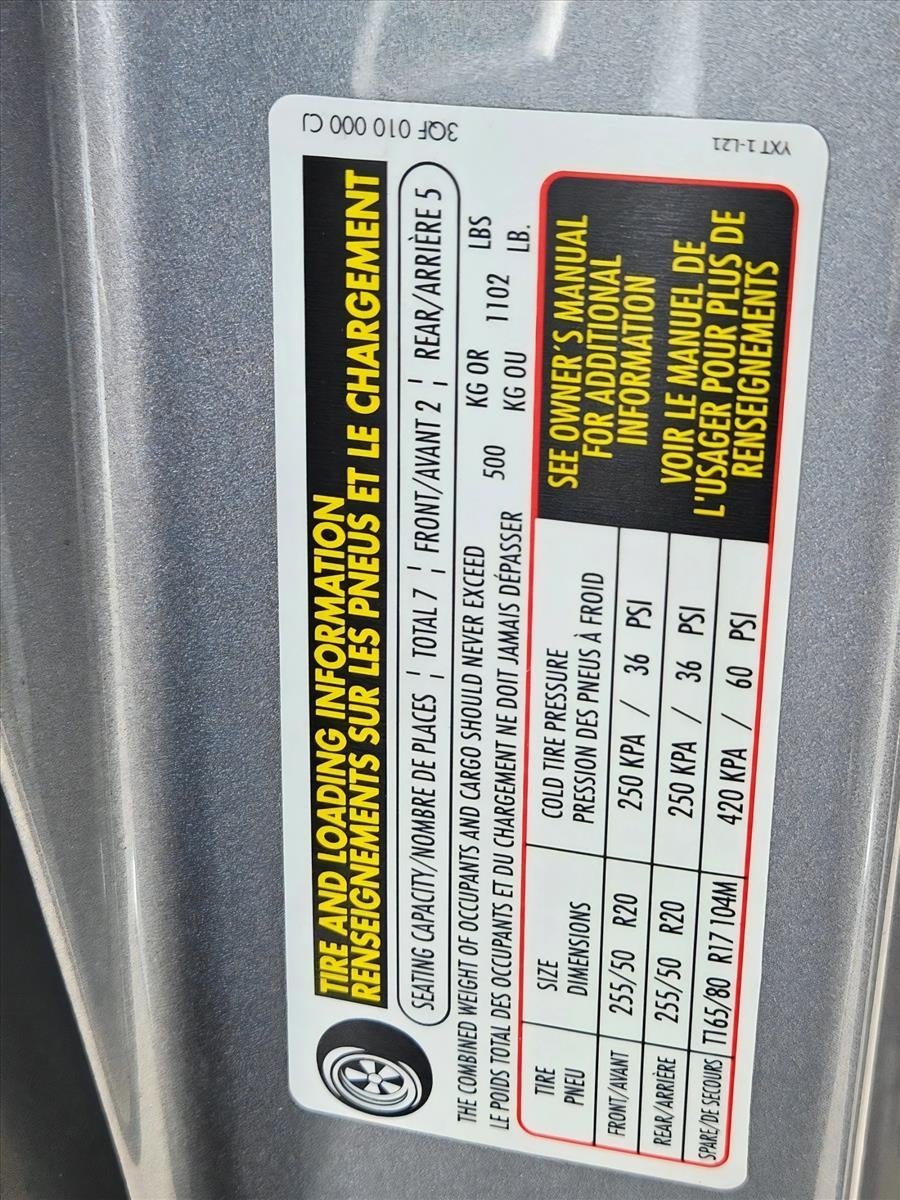 3QF 010 000 CJ
YXT 1-L21
TIRE AND LOADING INFORMATION
RENSEIGNEMENTS SUR LES PNEUS ET LE CHARGEMENT
SEATING CAPACITY/NOMBRE DE PLACES ¦ TOTAL 7 ¦ FRONT/AVANT 2 ¦ REAR/ARRIÈRE 5
THE COMBINED WEIGHT OF OCCUPANTS AND CARGO SHOULD NEVER EXCEED 500 KG OR 1102 LBS
LE POIDS TOTAL DES OCCUPANTS ET DU CHARGEMENT NE DOIT JAMAIS DÉPASSER KG OU LB.
TIRE SIZE COLD TIRE PRESSURE
PNEU DIMENSIONS PRESSION DES PNEUS À FROID
FRONT/AVANT 255/50 R20 250 KPA / 36 PSI
REAR/ARRIÈRE 255/50 R20 250 KPA / 36 PSI
SPARE/DE SECOURS T165/80 R17 104M 420 KPA / 60 PSI
SEE OWNER'S MANUAL
FOR ADDITIONAL
INFORMATION
VOIR LE MANUEL DE
L'USAGER POUR PLUS DE
RENSEIGNEMENTS